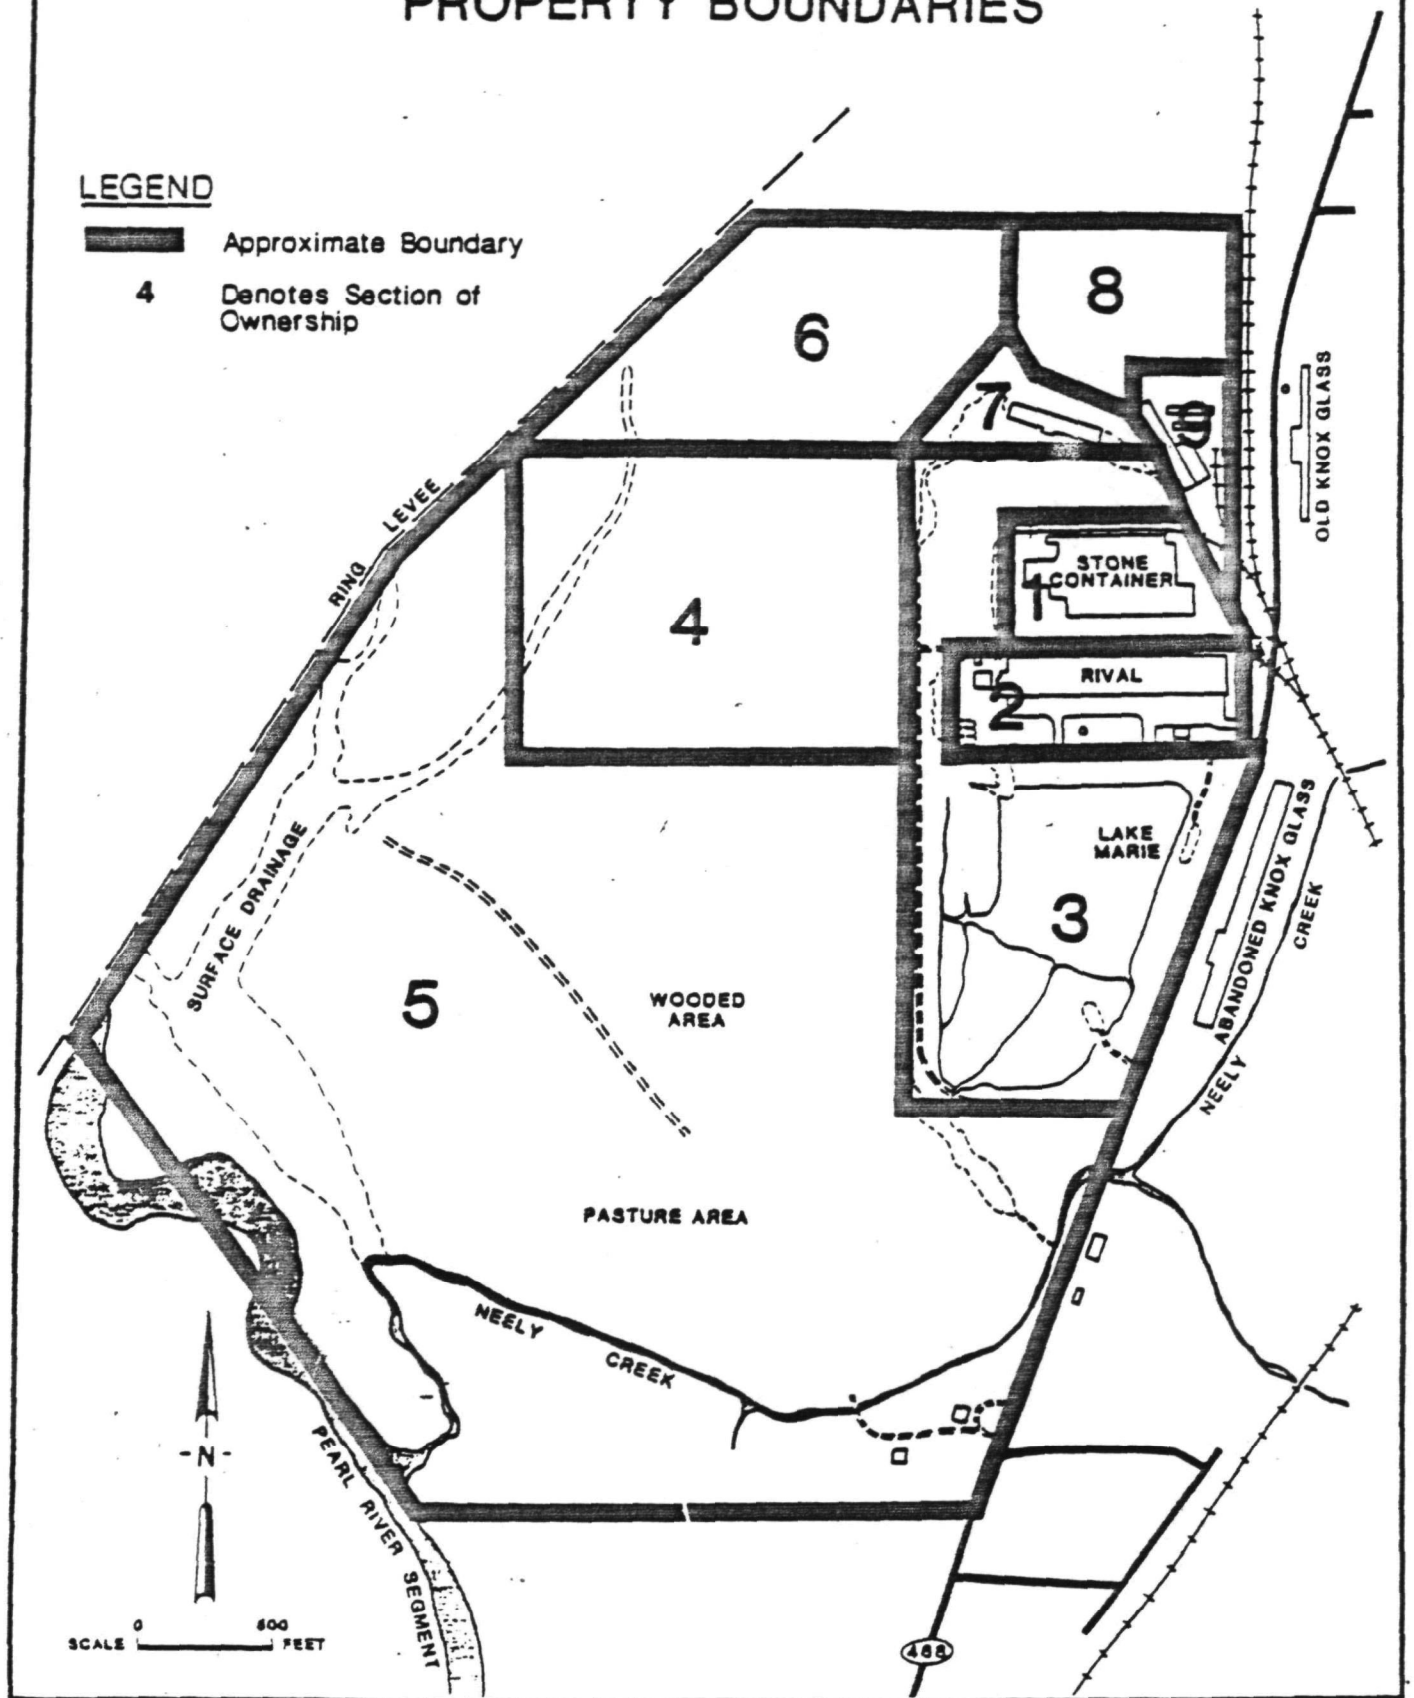 PROPERTY BOUNDARIES
LEGEND
Approximate Boundary
4 Denotes Section of
Ownership
8
6
7
OLD KNOX GLASS
RING LEVEE
STONE
CONTAINER
1
4
RIVAL
2
LAKE
MARIE
3
ABANDONED KNOX GLASS
NEELY CREEK
SURFACE DRAINAGE
5
WOODED
AREA
PASTURE AREA
NEELY CREEK
-N-
PEARL RIVER SEGMENT
0 600
SCALE FEET
468